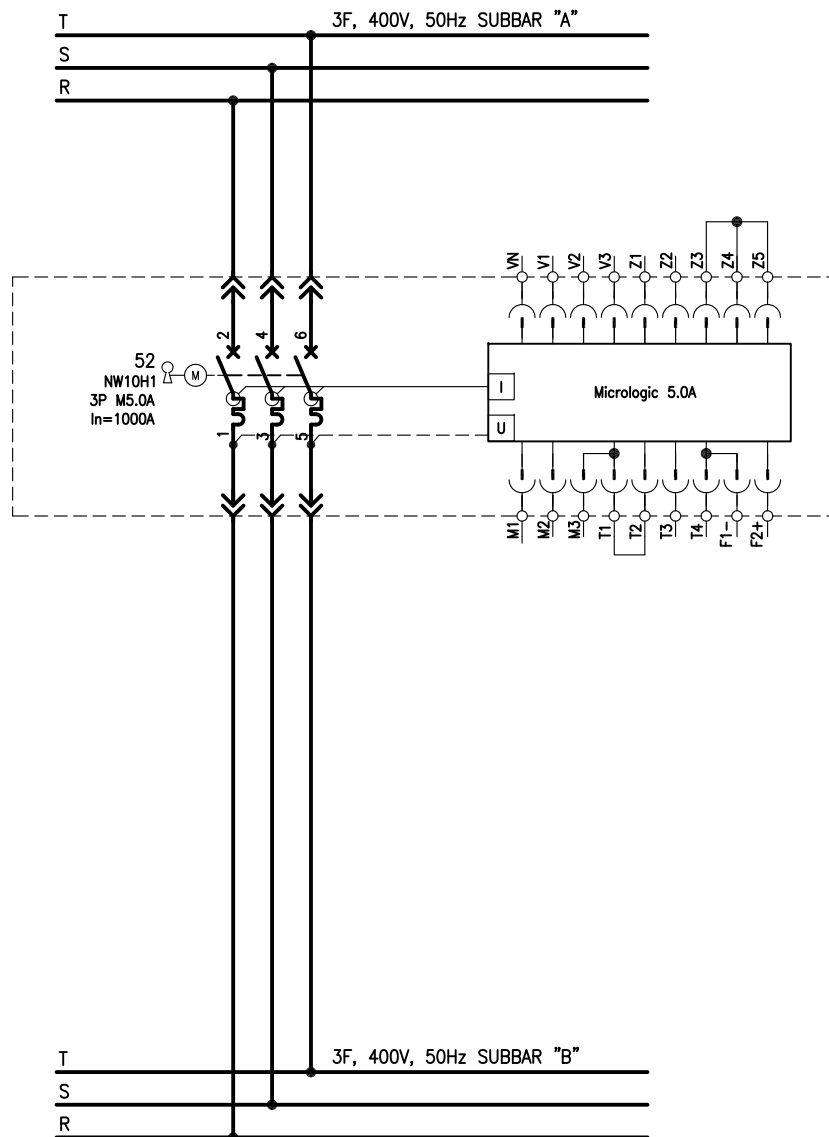 T
3F, 400V, 50Hz SUBBAR "A"
S
R
VN
V1
V2
V3
Z1
Z2
Z3
Z4
Z5
2
4
6
52
NW10H1
3P M5.0A
In=1000A
M
I
Micrologic 5.0A
U
1
3
5
M1
M2
M3
T1
T2
T3
T4
F1-
F2+
T
3F, 400V, 50Hz SUBBAR "B"
S
R